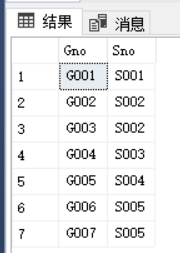 结果 消息
Gno Sno
1 G001 S001
2 G002 S002
3 G003 S002
4 G004 S003
5 G005 S004
6 G006 S005
7 G007 S005